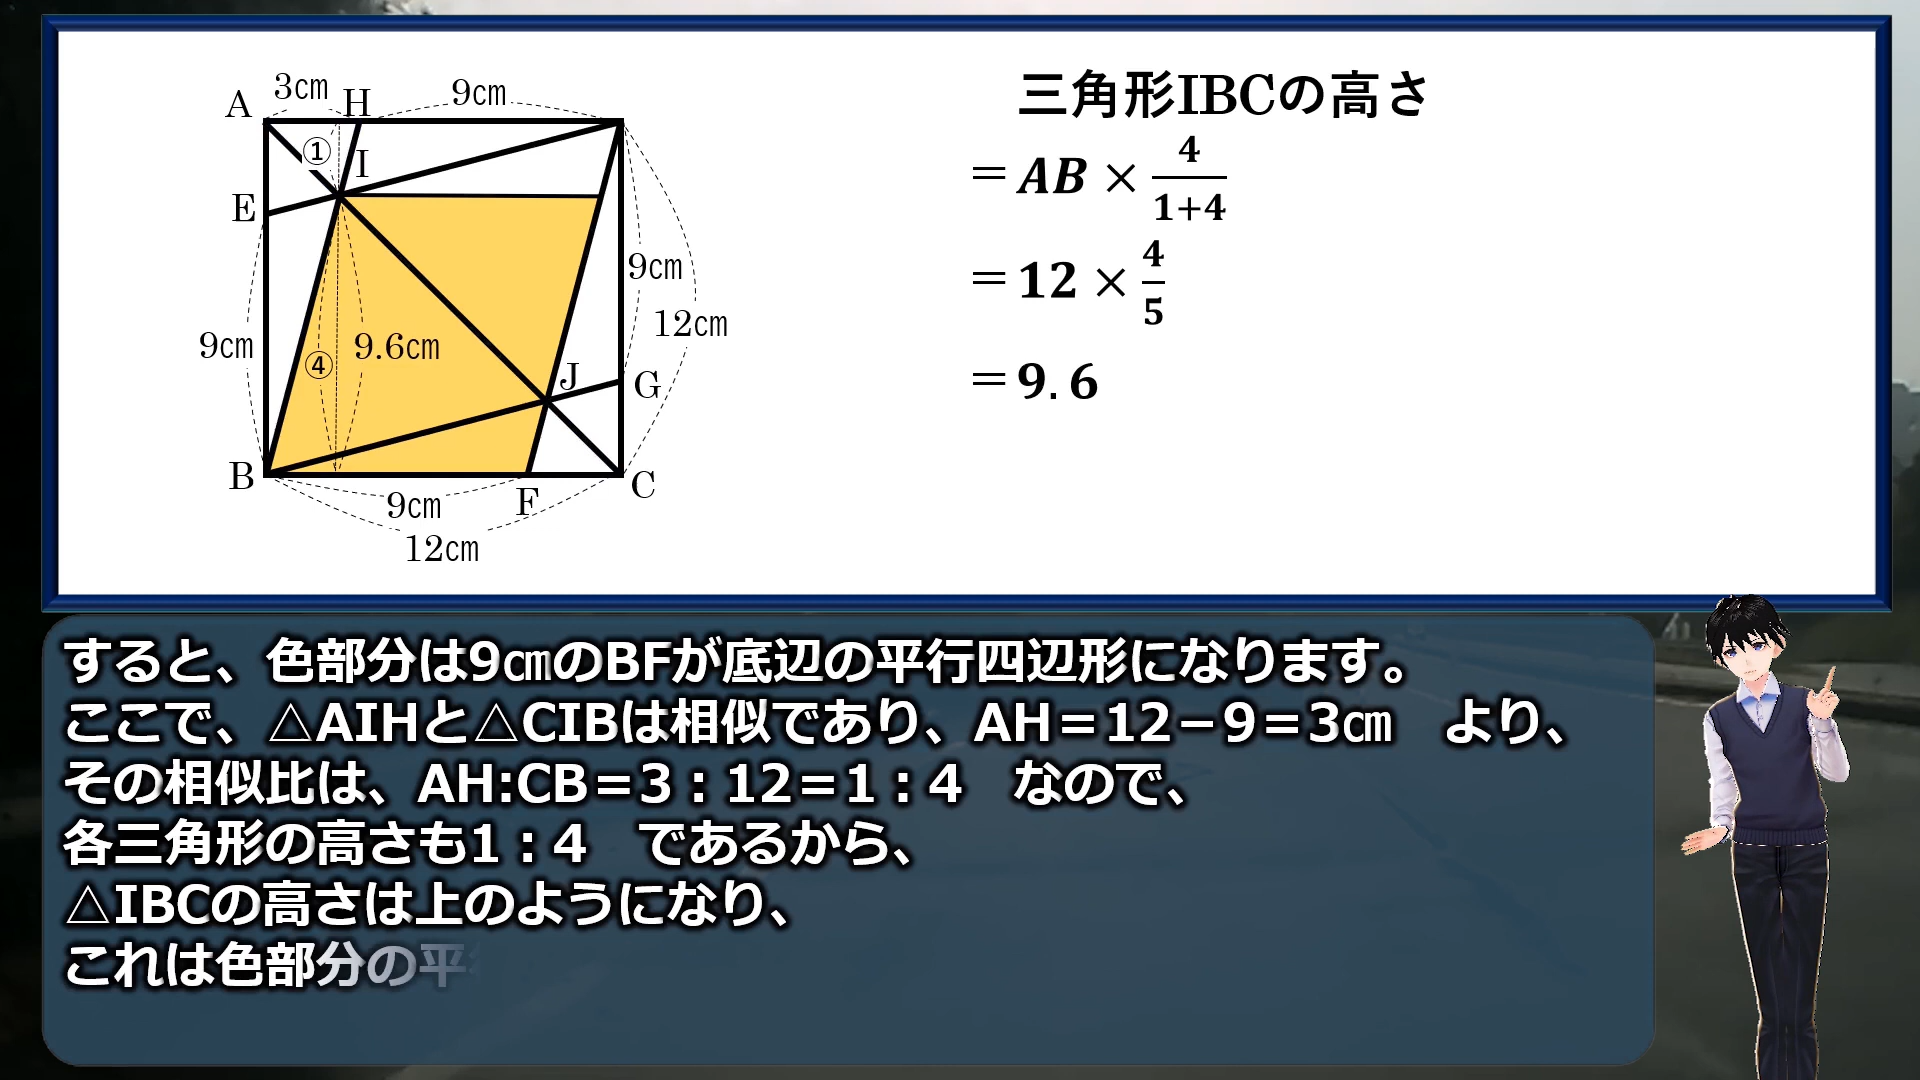 3㎝
9㎝
A
H
①
I
E
9㎝
12㎝
9㎝
④
9.6㎝
J
G
B
C
9㎝
F
12㎝
三角形IBCの高さ
＝AB × 4/(1+4)
＝12 × 4/5
＝9.6
すると、色部分は9㎝のBFが底辺の平行四辺形になります。
ここで、△AIHと△CIBは相似であり、AH＝12－9＝3㎝　より、
その相似比は、AH:CB＝3：12＝1：4　なので、
各三角形の高さも1：4　であるから、
△IBCの高さは上のようになり、
これは色部分の平